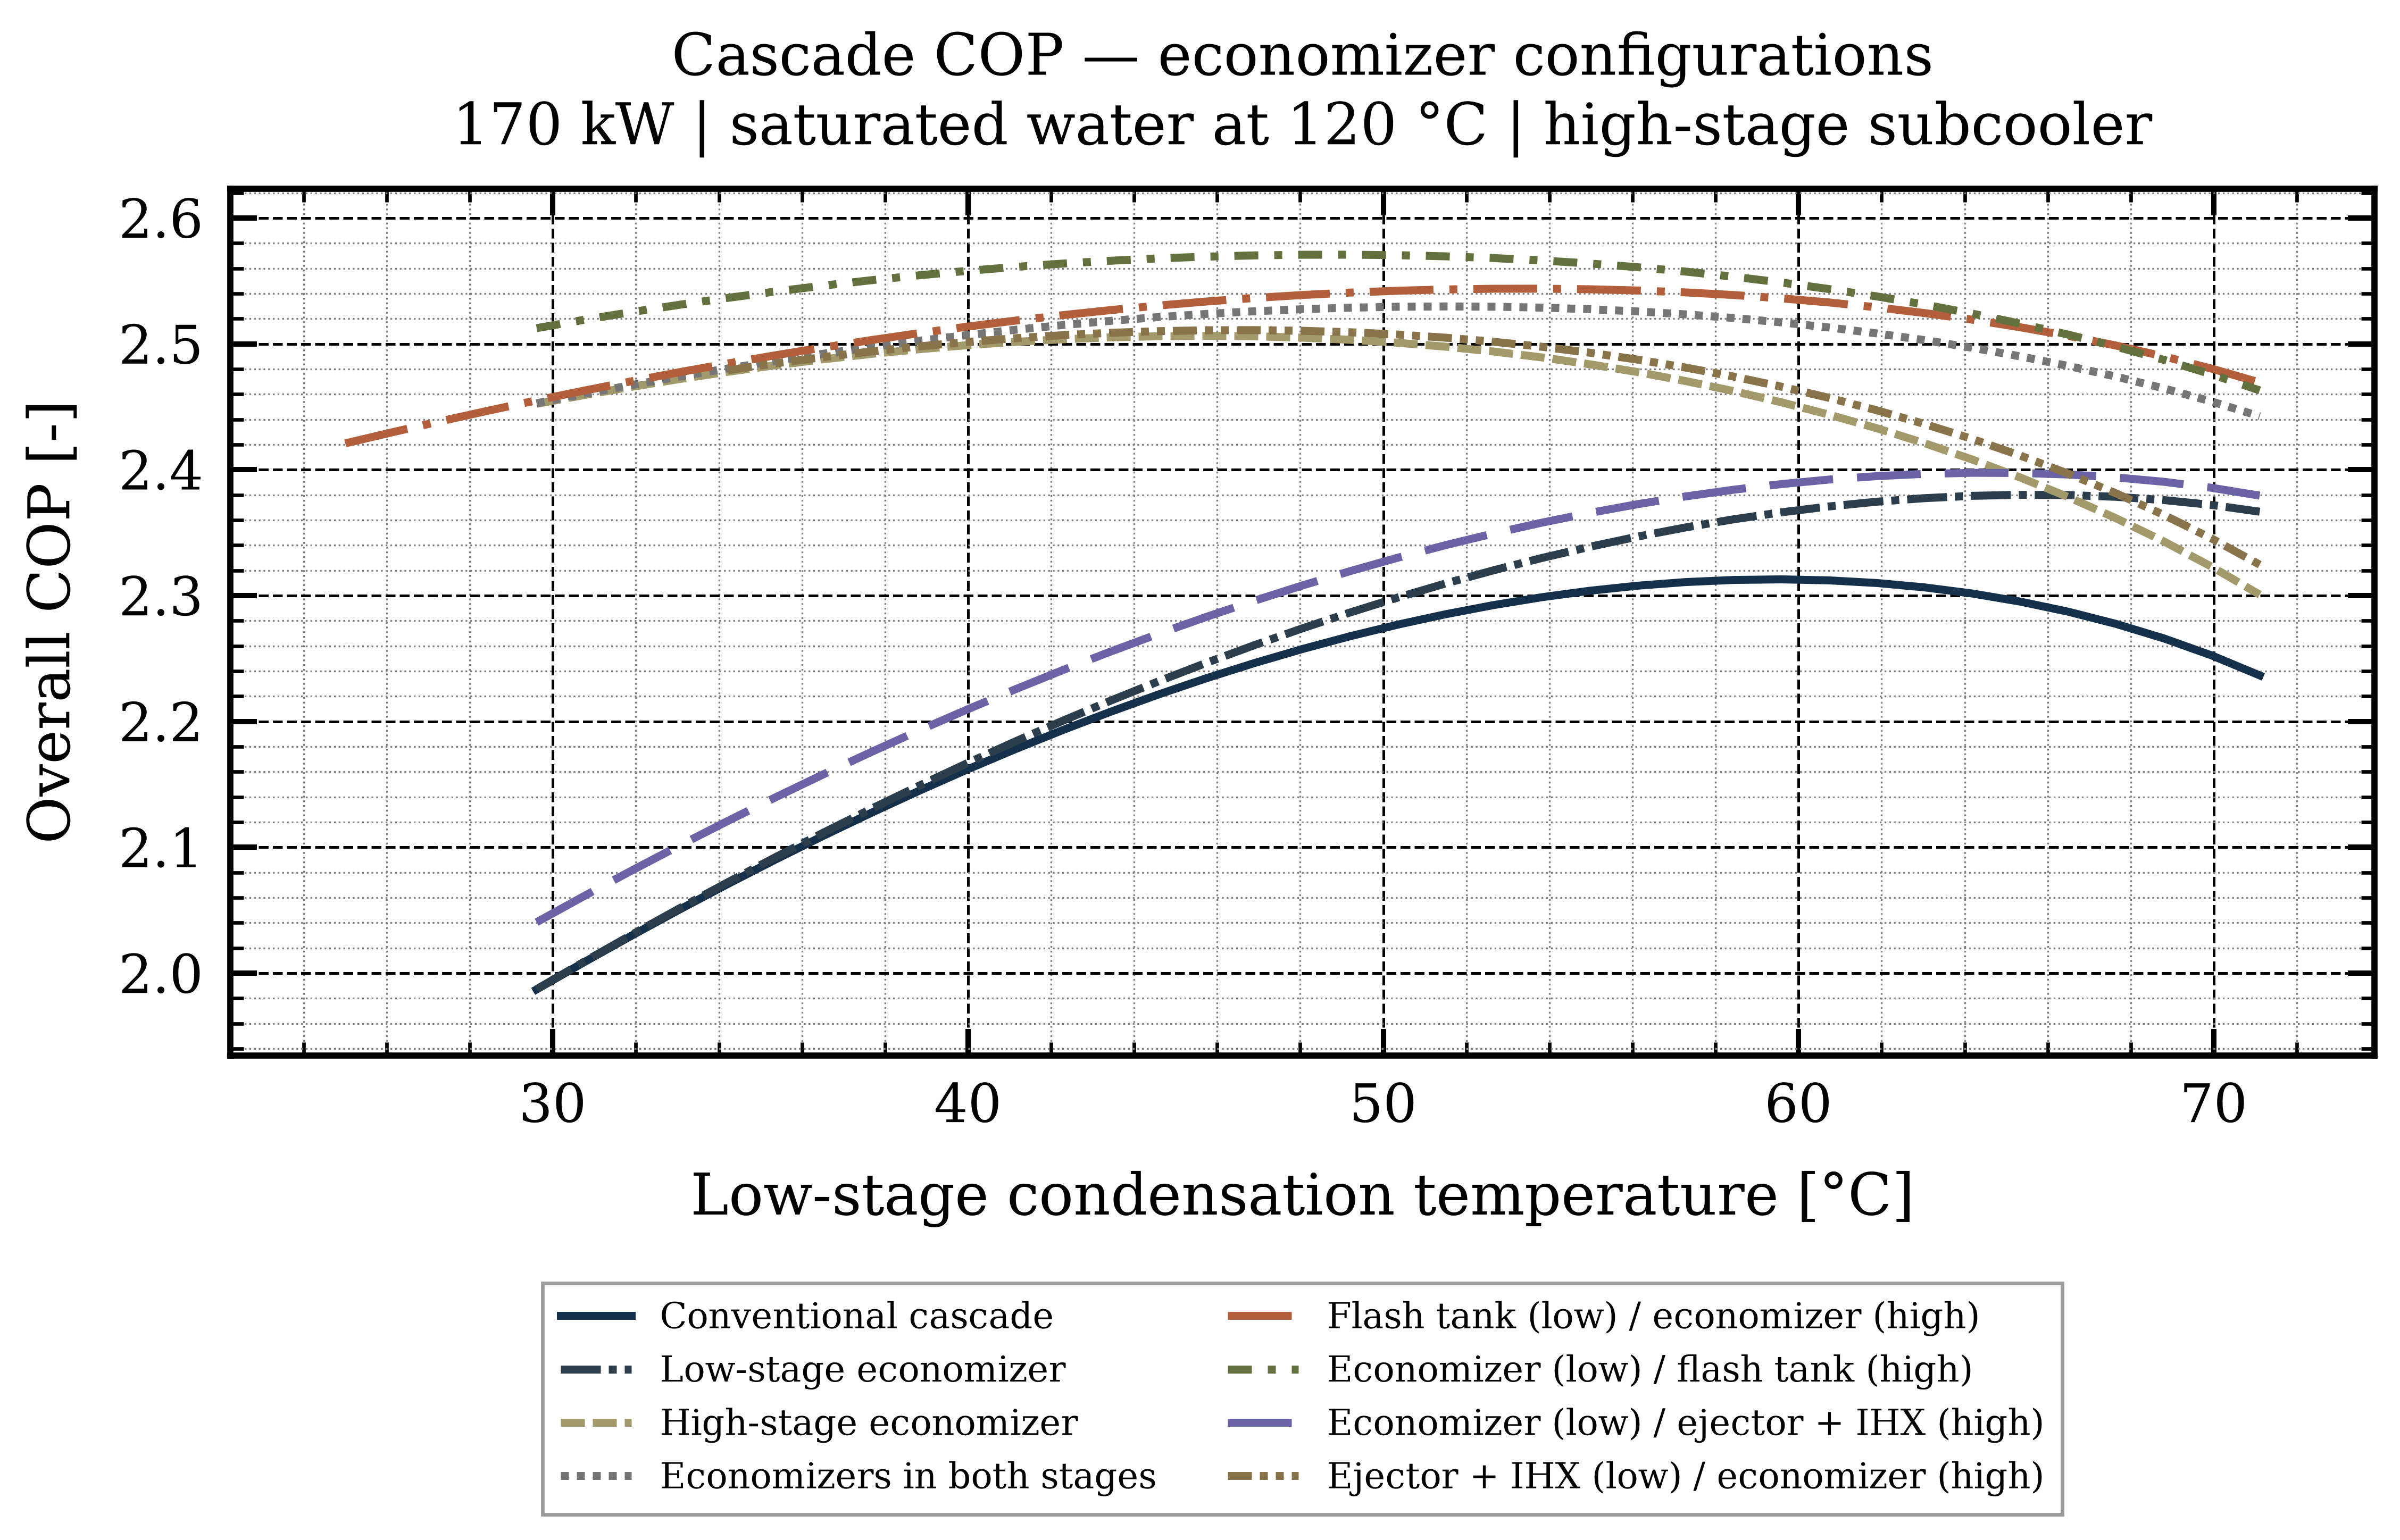 Cascade COP — economizer configurations
170 kW | saturated water at 120 °C | high-stage subcooler
Overall COP [-]
2.6
2.5
2.4
2.3
2.2
2.1
2.0
30 40 50 60 70
Low-stage condensation temperature [°C]
Conventional cascade
Low-stage economizer
High-stage economizer
Economizers in both stages
Flash tank (low) / economizer (high)
Economizer (low) / flash tank (high)
Economizer (low) / ejector + IHX (high)
Ejector + IHX (low) / economizer (high)